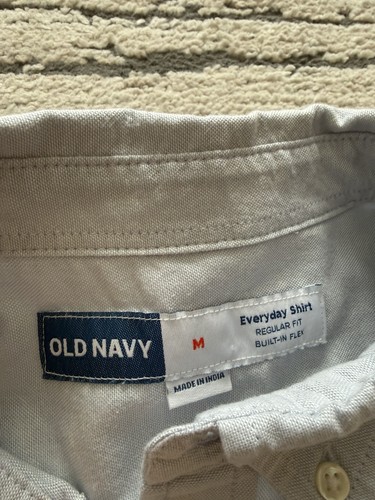 OLD NAVY
M
Everyday Shirt
REGULAR FIT
BUILT-IN FLEX
MADE IN INDIA